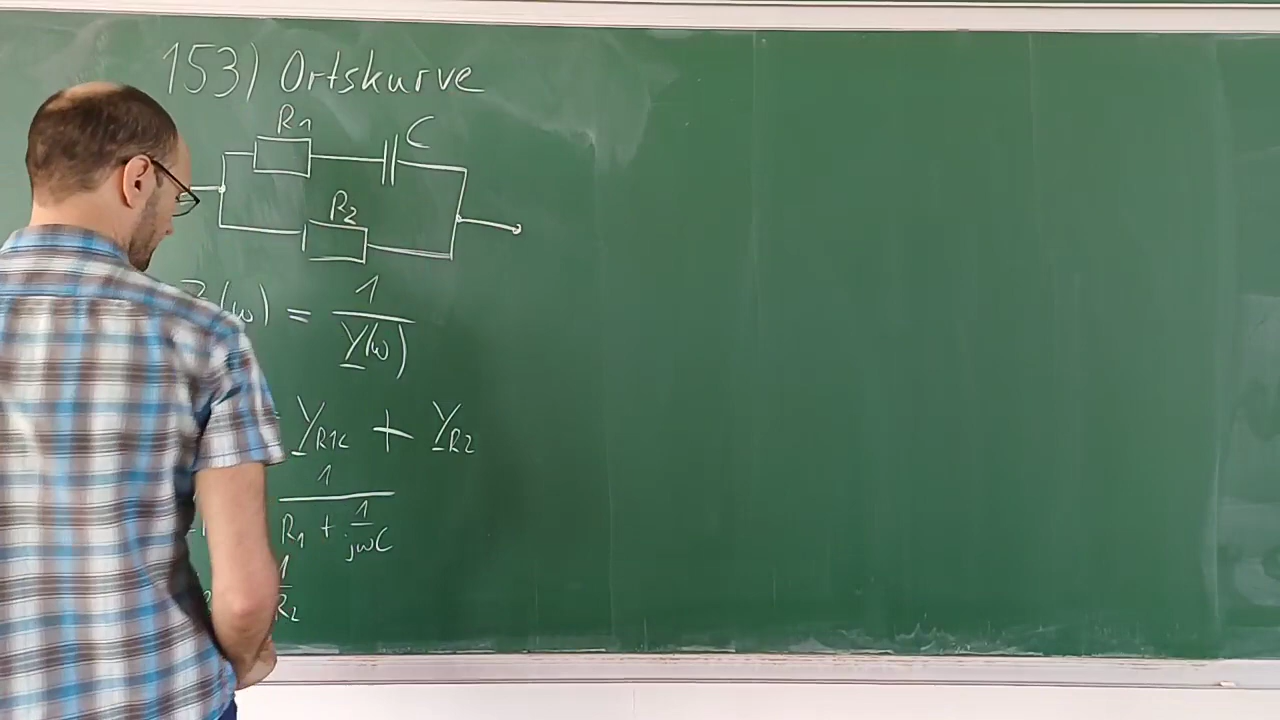 153) Ortskurve
R1
C
R2
(ω) = 1 / Y(ω)
Y_R1C + Y_R2
1 / (R1 + 1 / jωC)
1 / R2